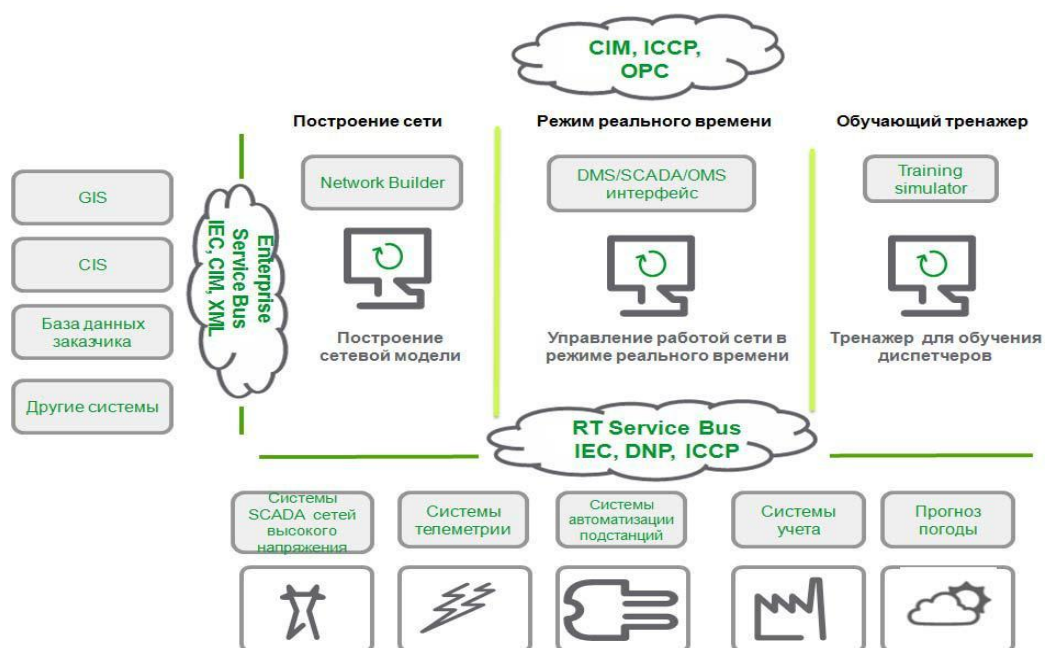 CIM, ICCP,
OPC
Построение сети
Режим реального времени
Обучающий тренажер
GIS
CIS
База данных
заказчика
Другие системы
Enterprise
Service Bus
IEC, CIM, XML
Network Builder
Построение
сетевой модели
DMS/SCADA/OMS
интерфейс
Управление работой сети в
режиме реального времени
Training
simulator
Тренажер для обучения
диспетчеров
RT Service Bus
IEC, DNP, ICCP
Системы
SCADA сетей
высокого
напряжения
Системы
телеметрии
Системы
автоматизации
подстанций
Системы
учета
Прогноз
погоды